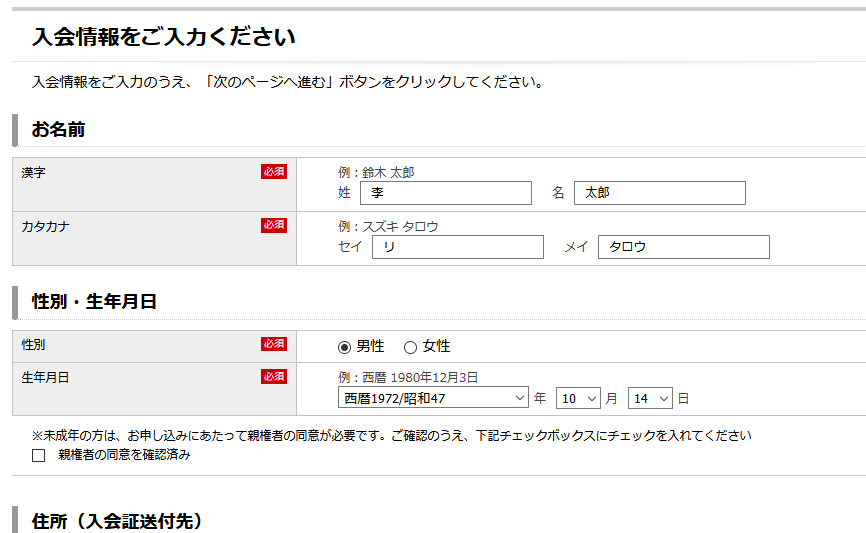 入会情報をご入力ください
入会情報をご入力のうえ、「次のページへ進む」ボタンをクリックしてください。
お名前
漢字 必須 例：鈴木 太郎
姓 李 名 太郎
カタカナ 必須 例：スズキ タロウ
セイ リ メイ タロウ
性別・生年月日
性別 必須 男性 女性
生年月日 必須 例：西暦 1980年12月3日
西暦1972/昭和47 年 10 月 14 日
※未成年の方は、お申し込みにあたって親権者の同意が必要です。ご確認のうえ、下記チェックボックスにチェックを入れてください
親権者の同意を確認済み
住所（入会証送付先）